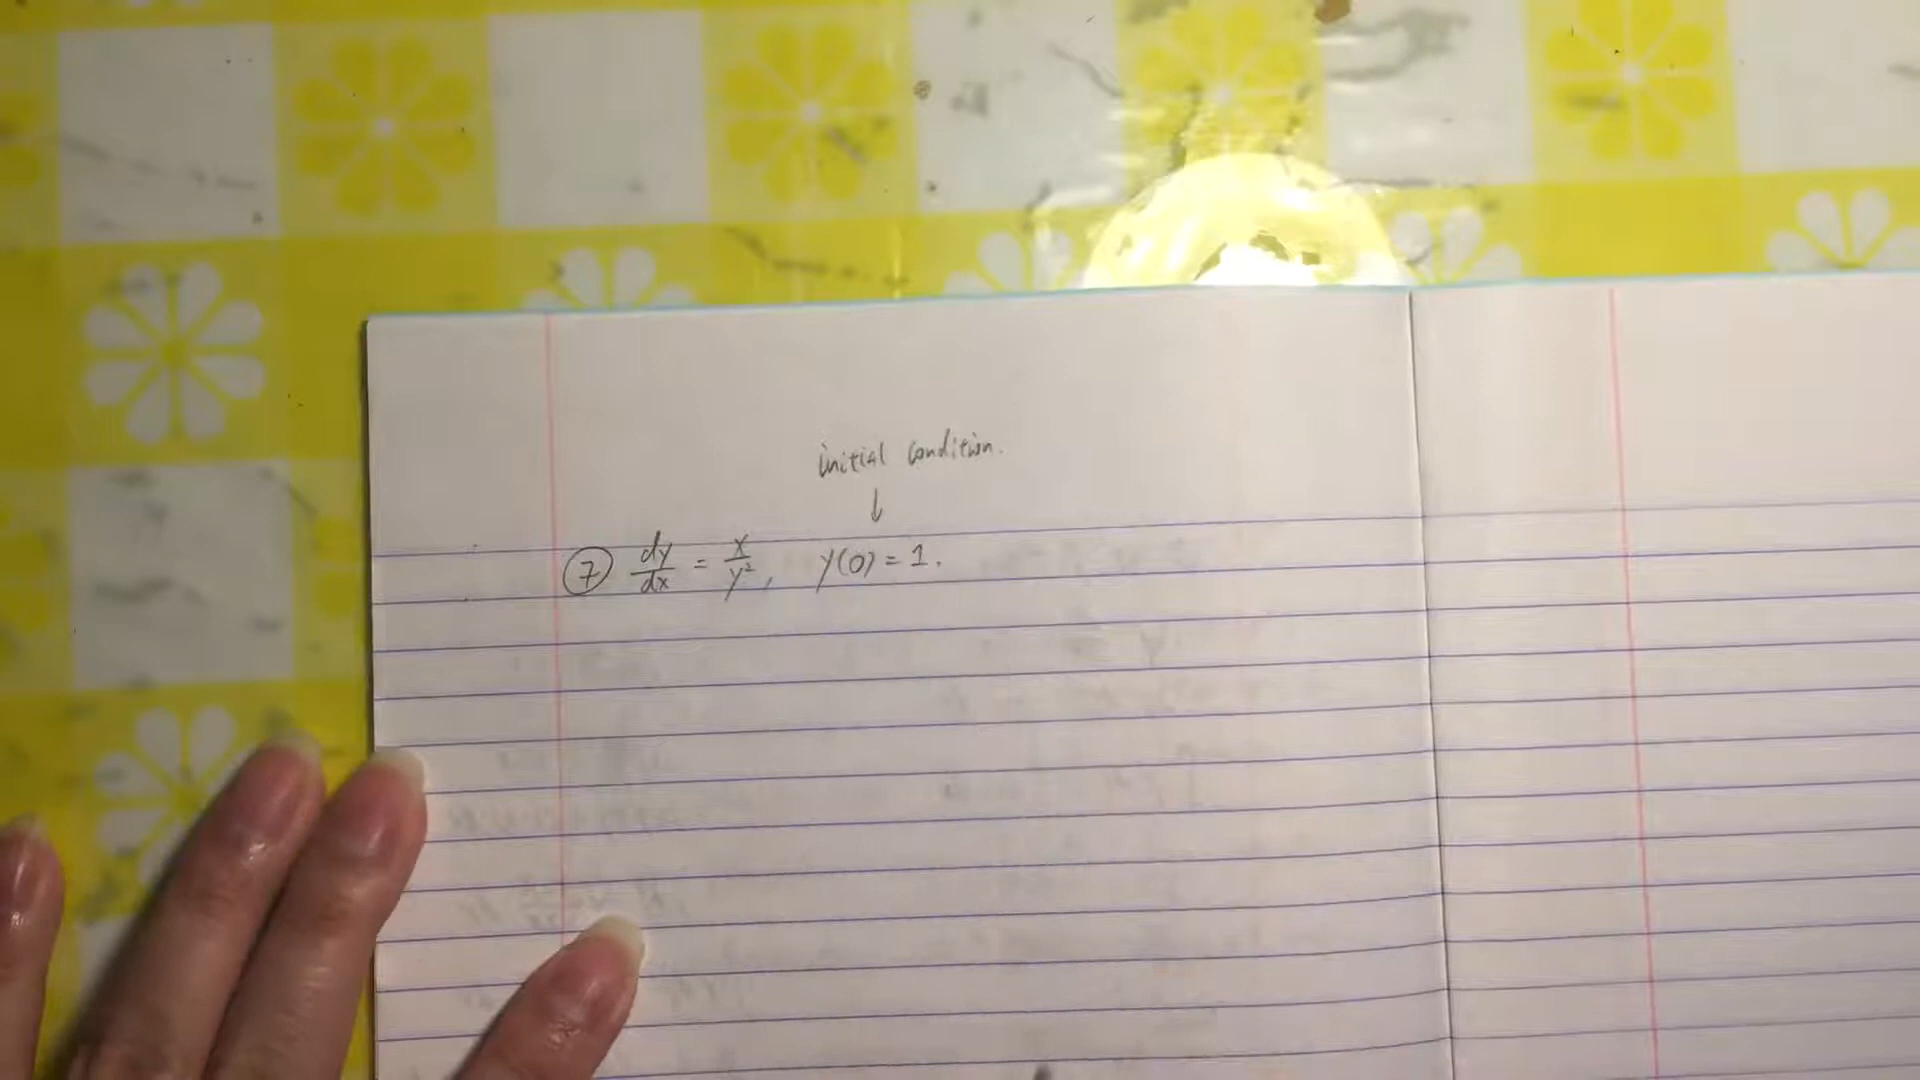 initial condition.
↓
⑦ dy/dx = x/y², y(0) = 1.